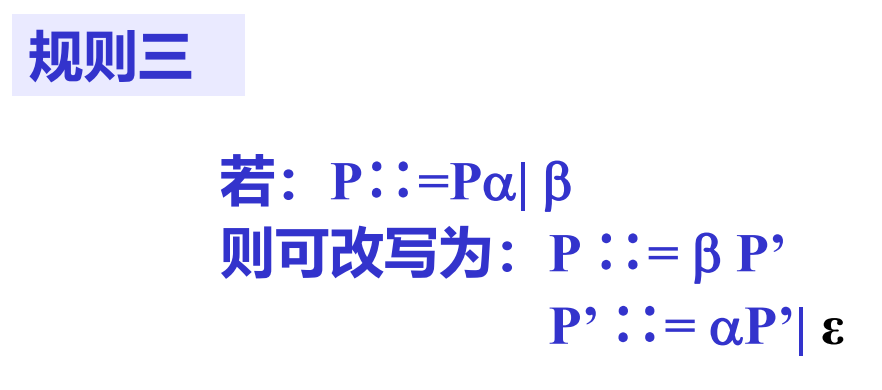 规则三
若：P∷=Pα| β
则可改写为：P ∷= β P’
P’ ∷= αP’| ε